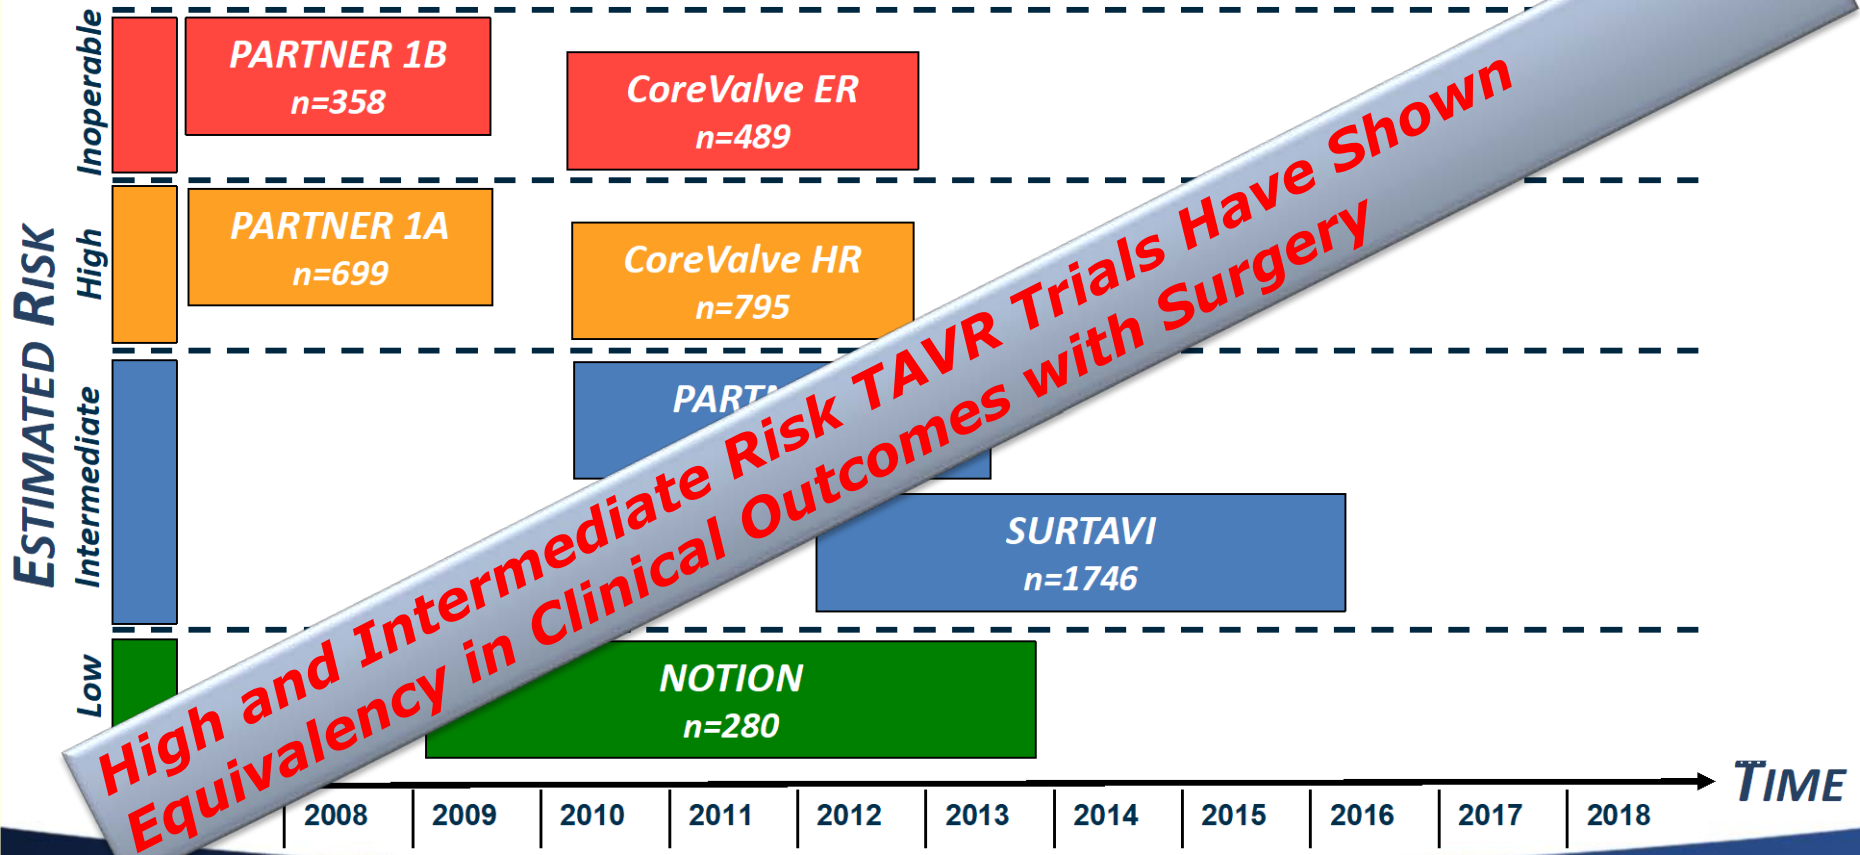 ESTIMATED RISK
Inoperable
PARTNER 1B
n=358
CoreValve ER
n=489
High
PARTNER 1A
n=699
CoreValve HR
n=795
Intermediate
SURTAVI
n=1746
Low
NOTION
n=280
High and Intermediate Risk TAVR Trials Have Shown
Equivalency in Clinical Outcomes with Surgery
TIME
2008 2009 2010 2011 2012 2013 2014 2015 2016 2017 2018